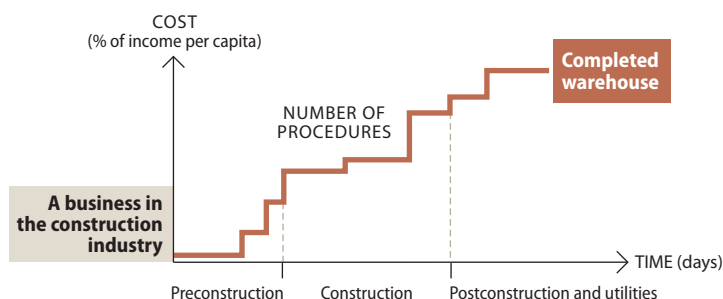 COST
(% of income per capita)
Completed
warehouse
NUMBER OF
PROCEDURES
A business in
the construction
industry
TIME (days)
Preconstruction
Construction
Postconstruction and utilities